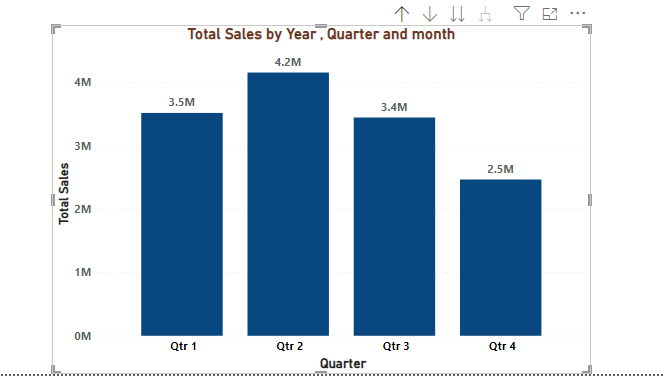 Total Sales by Year , Quarter and month
4.2M
4M
3.5M
3.4M
3M
2.5M
Total Sales
2M
1M
0M
Qtr 1 Qtr 2 Qtr 3 Qtr 4
Quarter